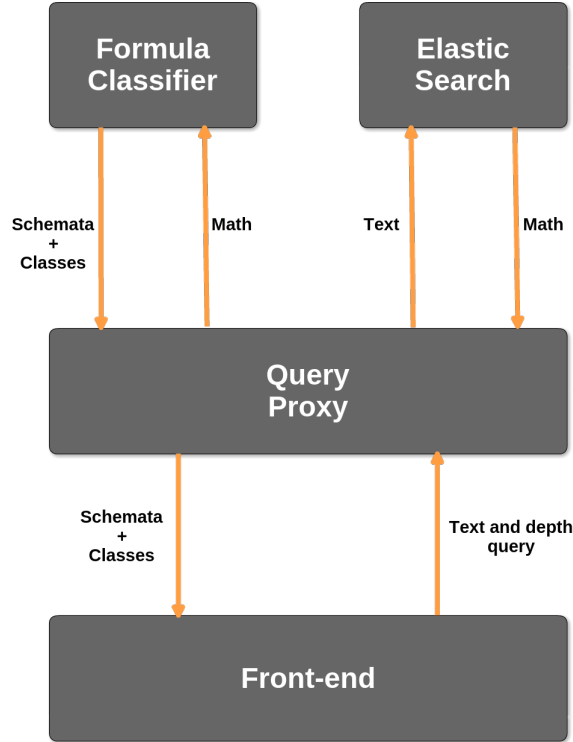 Formula
Classifier
Elastic
Search
Schemata
+
Classes
Math
Text
Math
Query
Proxy
Schemata
+
Classes
Text and depth
query
Front-end